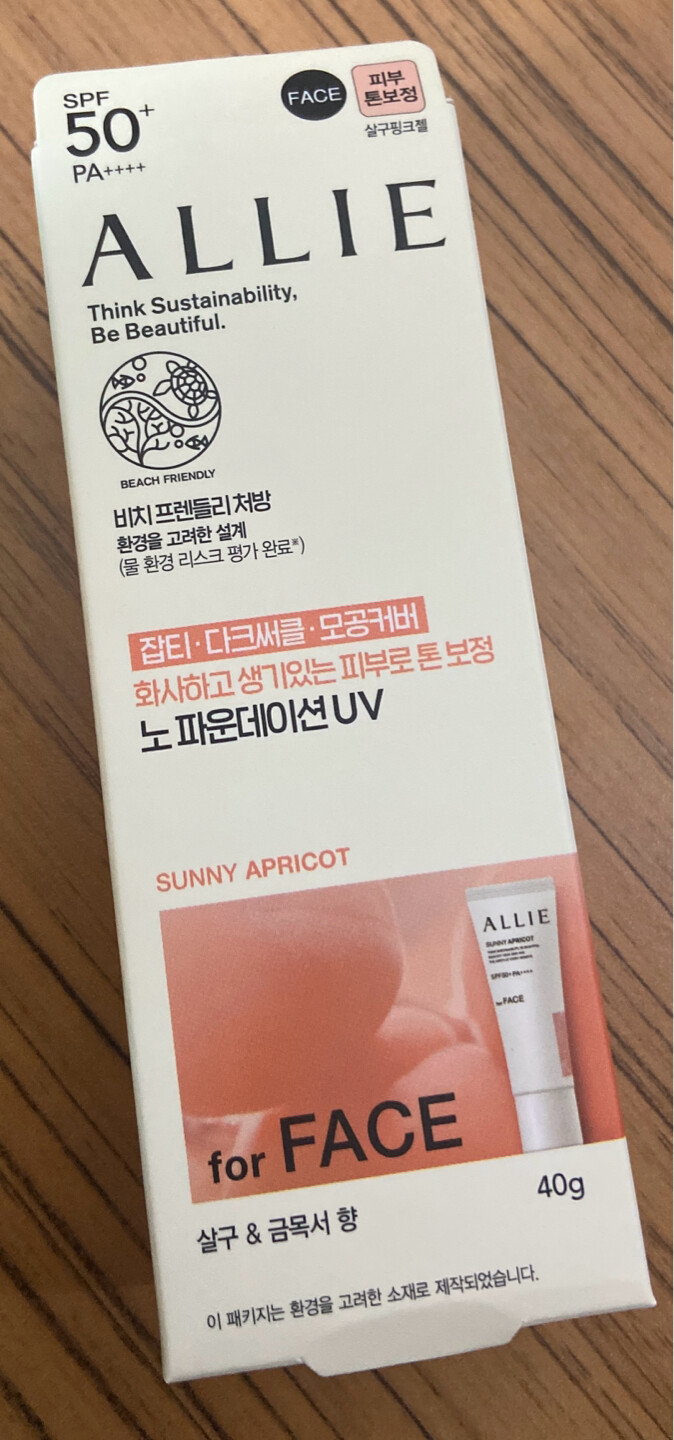 SPF
50+
PA++++
FACE
피부
톤보정
살구핑크젤
ALLIE
Think Sustainability,
Be Beautiful.
BEACH FRIENDLY
비치 프렌들리 처방
환경을 고려한 설계
(물 환경 리스크 평가 완료※)
잡티·다크써클·모공커버
화사하고 생기있는 피부로 톤 보정
노 파운데이션 UV
SUNNY APRICOT
ALLIE
SUNNY APRICOT
SPF50+ PA++++
for FACE
for FACE
40g
살구 & 금목서 향
이 패키지는 환경을 고려한 소재로 제작되었습니다.